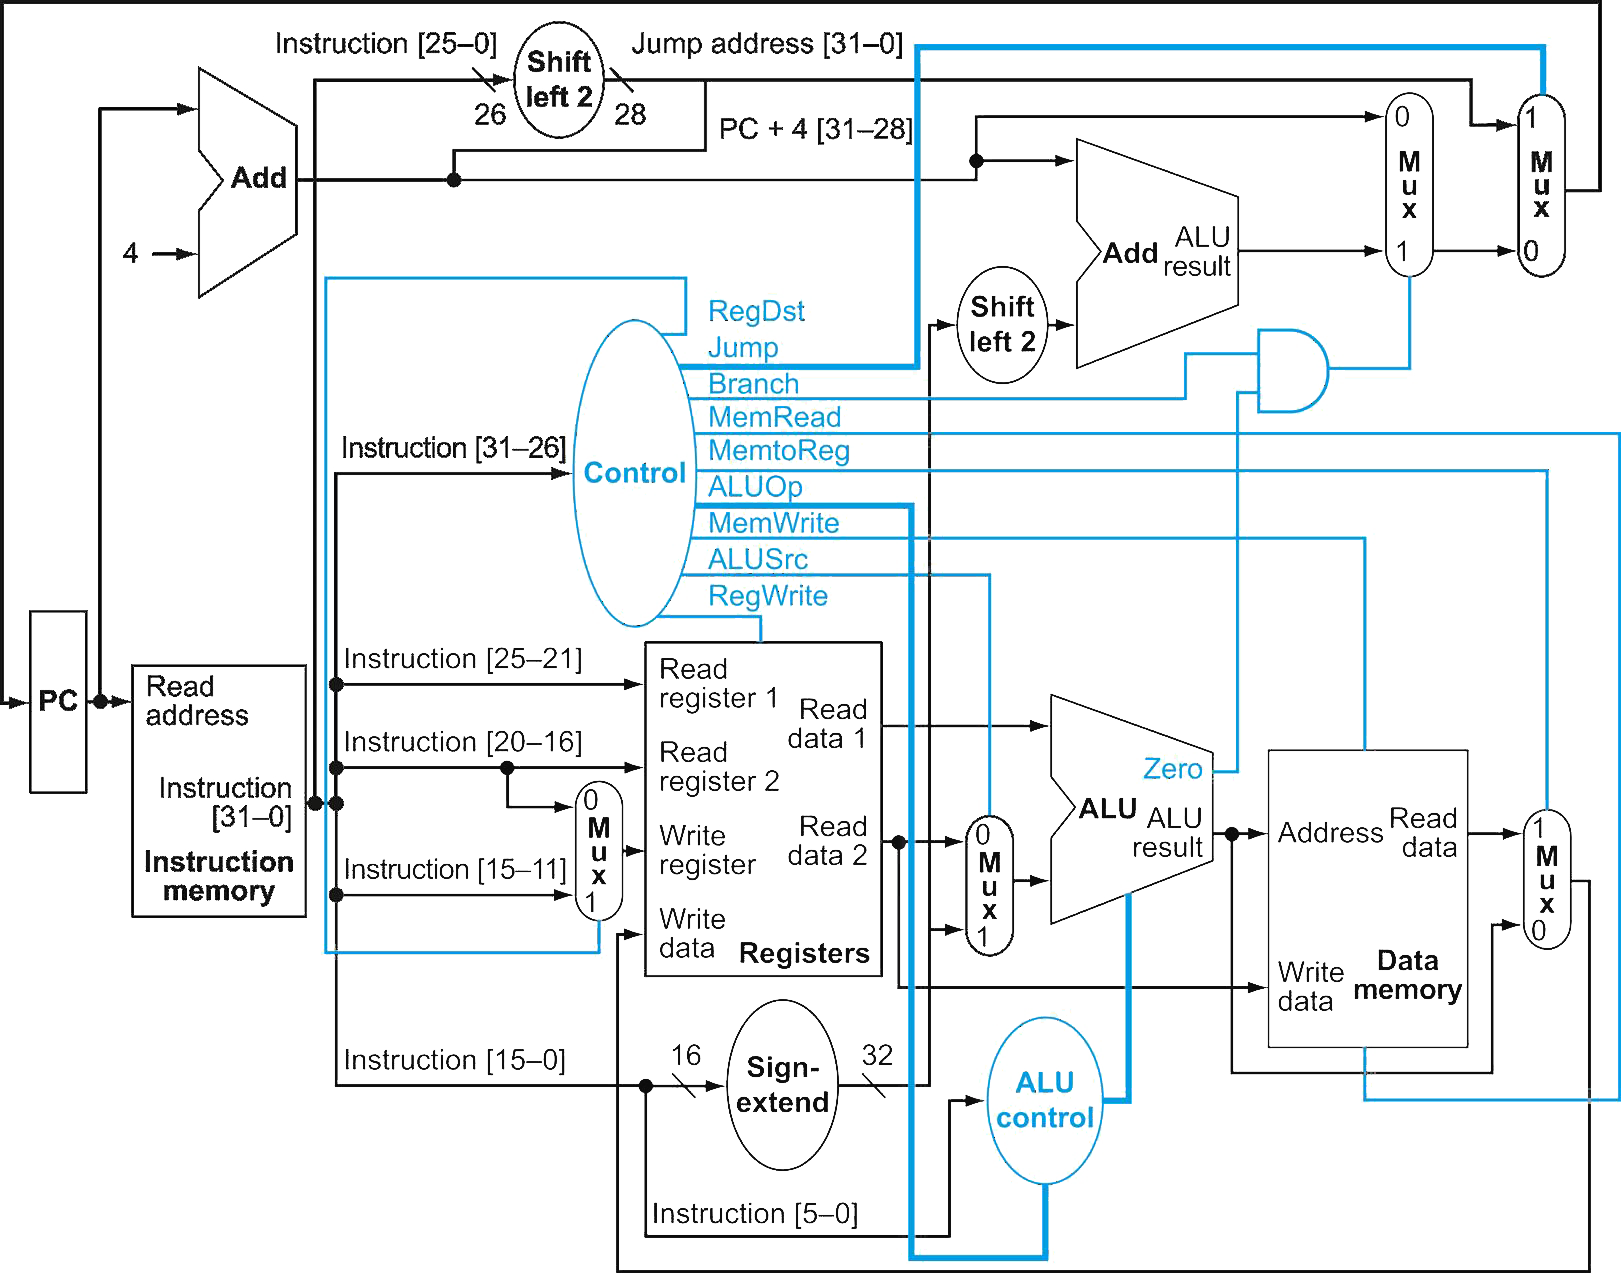 Instruction [25–0]
Shift
left 2
Jump address [31–0]
26
28
PC + 4 [31–28]
Add
4
0
M
u
x
1
1
M
u
x
0
Add
ALU
result
Shift
left 2
RegDst
Jump
Branch
MemRead
MemtoReg
ALUOp
MemWrite
ALUSrc
RegWrite
Instruction [31–26]
Control
PC
Read
address
Instruction
[31–0]
Instruction
memory
Instruction [25–21]
Instruction [20–16]
Instruction [15–11]
0
M
u
x
1
Read
register 1
Read
register 2
Write
register
Write
data
Read
data 1
Read
data 2
Registers
0
M
u
x
1
Zero
ALU
ALU
result
Address
Read
data
Write
data
Data
memory
1
M
u
x
0
Instruction [15–0]
16
Sign-
extend
32
ALU
control
Instruction [5–0]